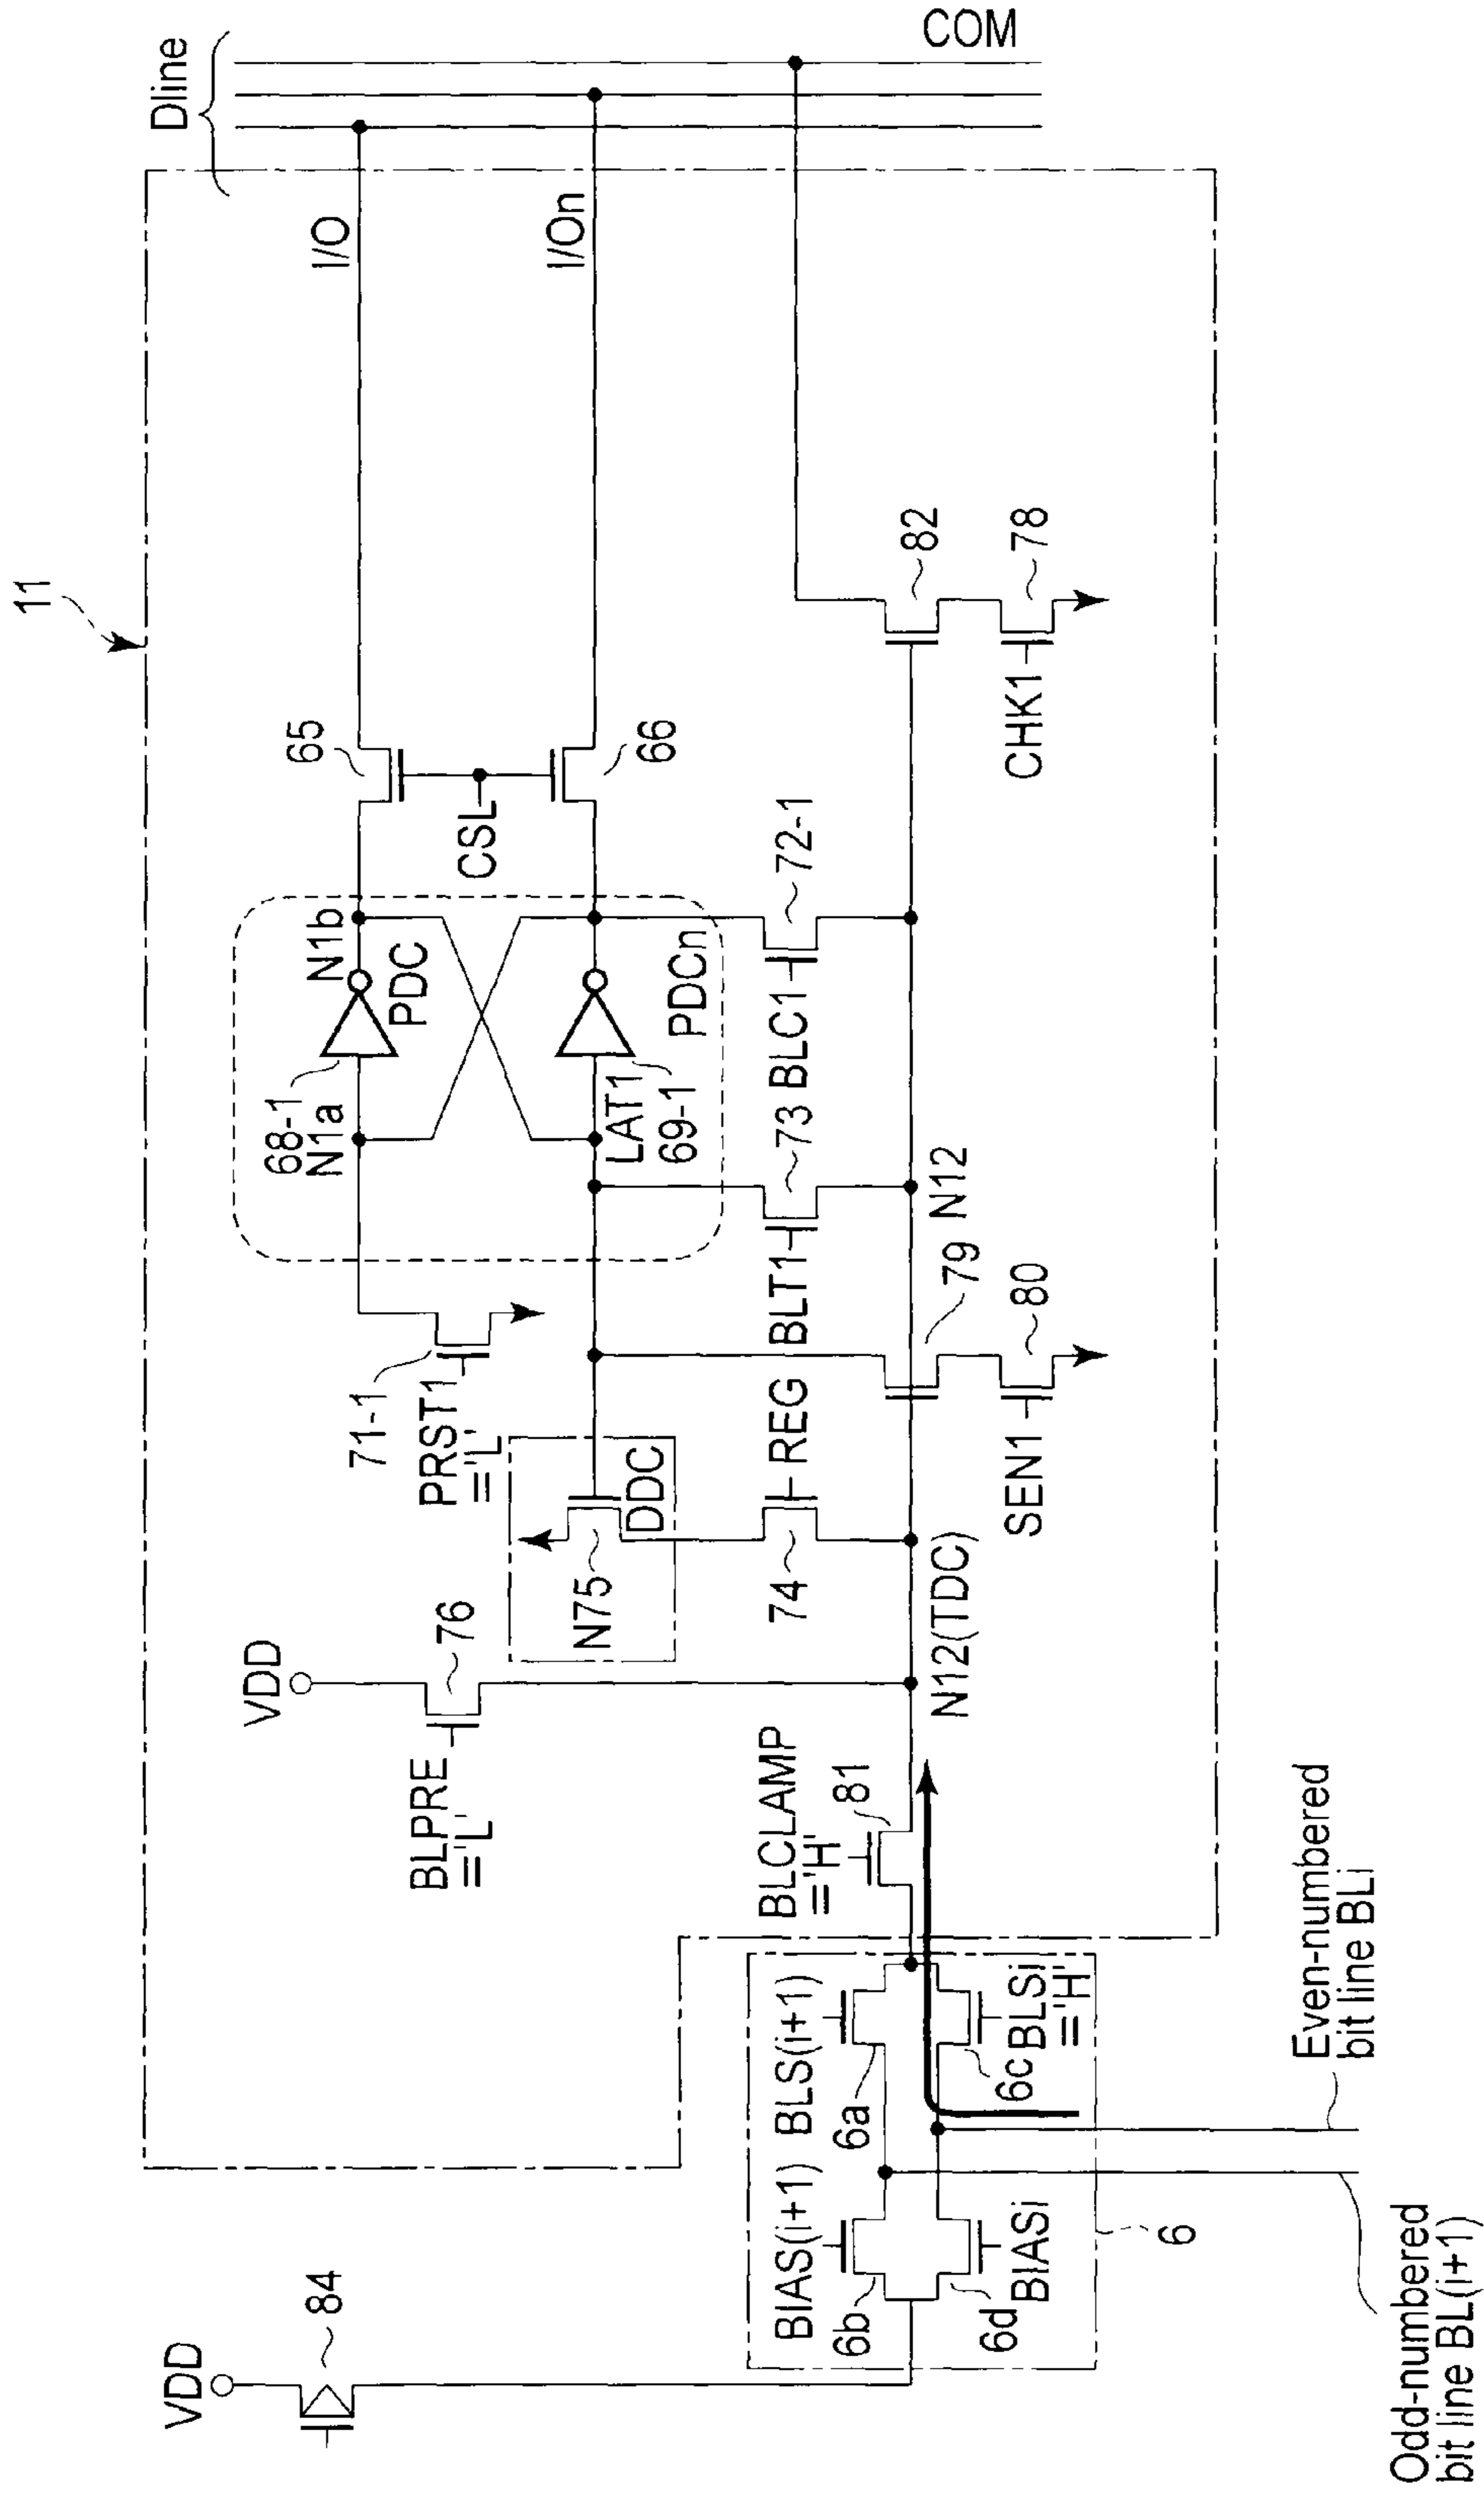 11
Dline
COM
I/O
I/On
65
66
CSL
82
CHK1
78
72-1
BLC1
N1b
PDC
PDCn
68-1
N1a
LAT1
69-1
73
BLT1
N12
79
80
SEN1
71-1
PRST1
='L'
REG
74
DDC
N75
N12(TDC)
VDD
76
BLPRE
='L'
BLCLAMP
='H'
81
BLS(i+1)
6a
6c
BLSi
='H'
BIAS(i+1)
6b
6d
BIASi
6
VDD
84
Even-numbered
bit line BLi
Odd-numbered
bit line BL(i+1)